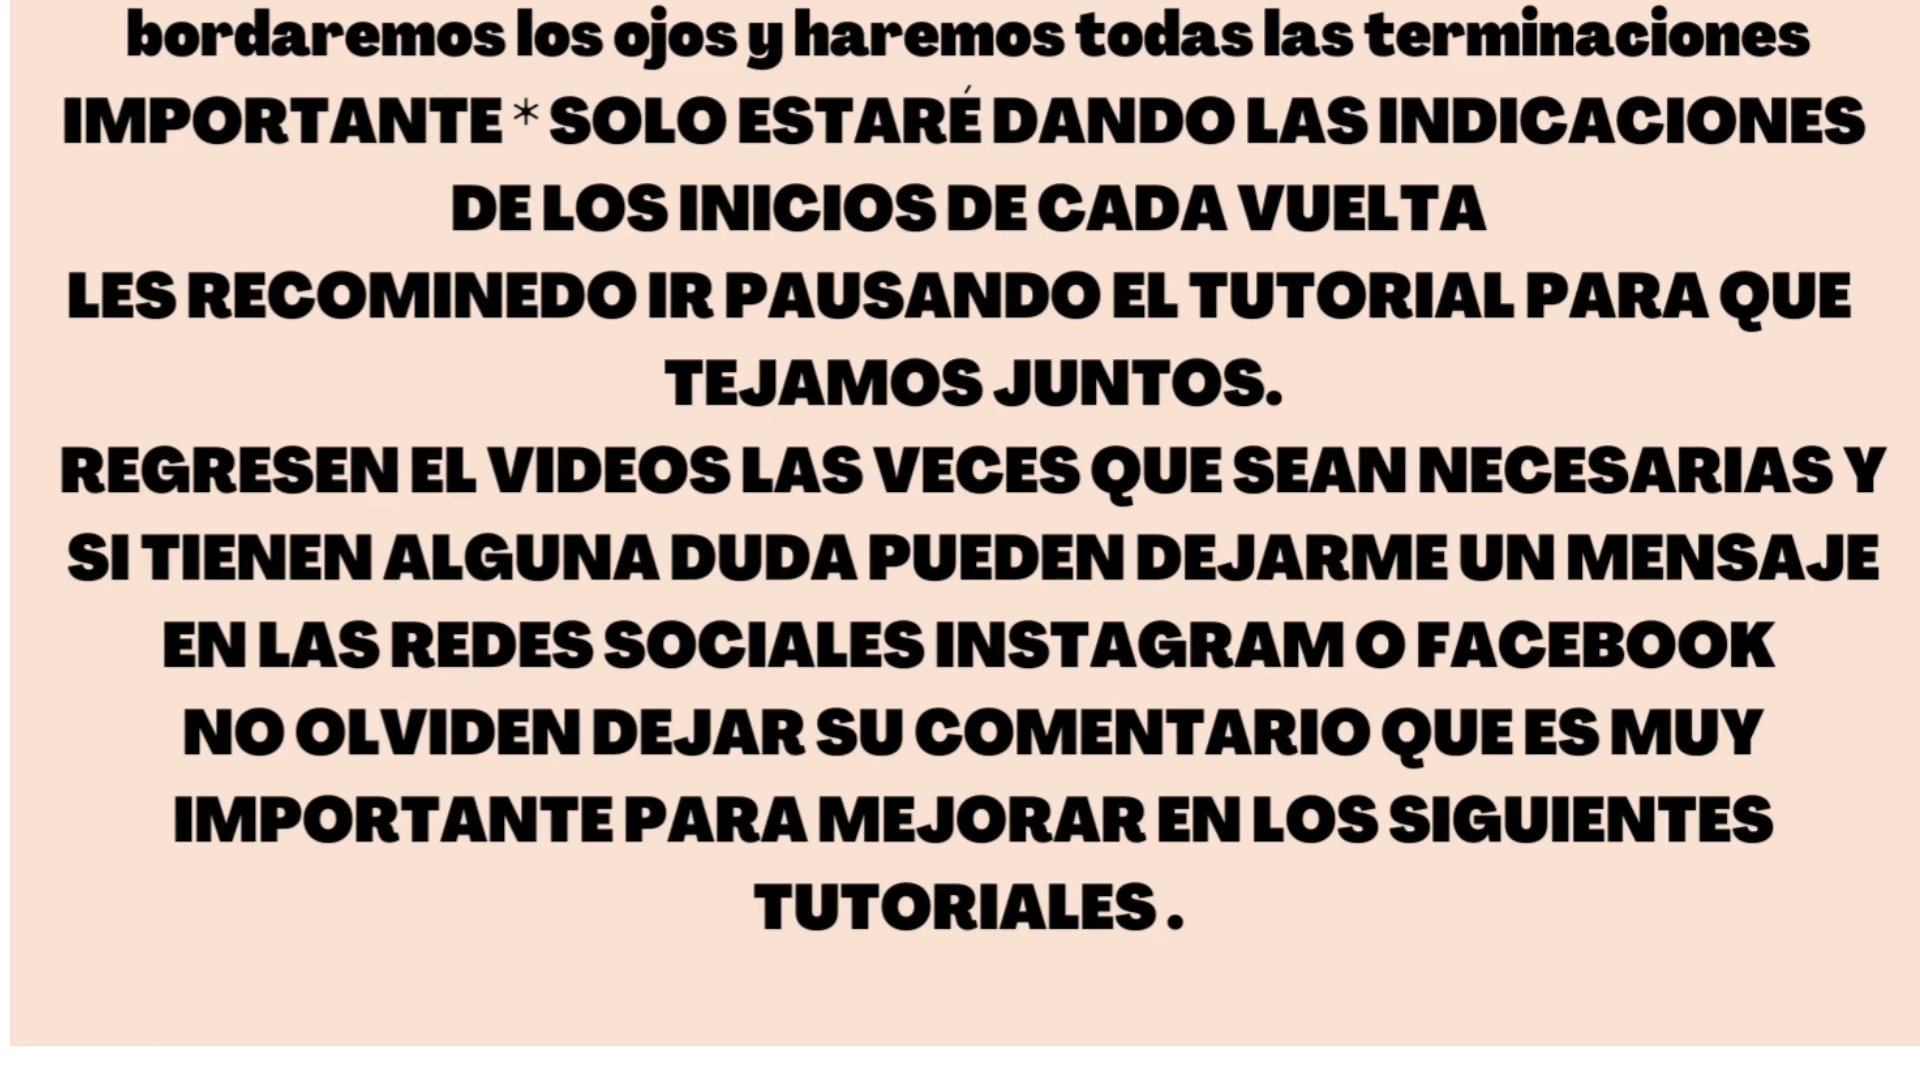 bordaremos los ojos y haremos todas las terminaciones
IMPORTANTE * SOLO ESTARÉ DANDO LAS INDICACIONES
DE LOS INICIOS DE CADA VUELTA
LES RECOMINEDO IR PAUSANDO EL TUTORIAL PARA QUE
TEJAMOS JUNTOS.
REGRESEN EL VIDEOS LAS VECES QUE SEAN NECESARIAS Y
SI TIENEN ALGUNA DUDA PUEDEN DEJARME UN MENSAJE
EN LAS REDES SOCIALES INSTAGRAM O FACEBOOK
NO OLVIDEN DEJAR SU COMENTARIO QUE ES MUY
IMPORTANTE PARA MEJORAR EN LOS SIGUIENTES
TUTORIALES .